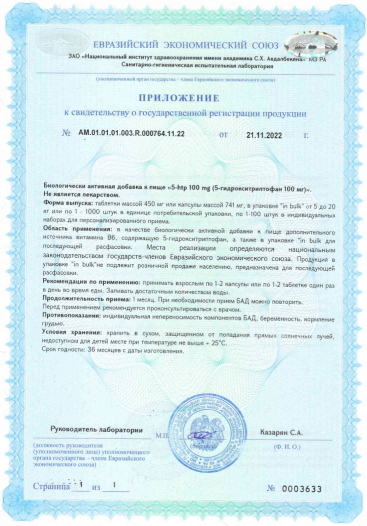 ЕВРАЗИЙСКИЙ ЭКОНОМИЧЕСКИЙ СОЮЗ
ЗАО «Национальный институт здравоохранения имени академика С.Х. Авдалбекяна» МЗ РА
Санитарно-гигиеническая испытательная лаборатория
(уполномоченный орган государства – члена Евразийского экономического союза)
ПРИЛОЖЕНИЕ
к свидетельству о государственной регистрации продукции
№ AM.01.01.01.003.R.000764.11.22 от 21.11.2022 г.
Биологически активная добавка к пище «5-htp 100 mg (5-гидрокситриптофан 100 мг)».
Не является лекарством.
Форма выпуска: таблетки массой 450 мг или капсулы массой 741 мг, в упаковке "in bulk" от 5 до 20
кг или по 1 - 1000 штук в единице потребительской упаковки, по 1-100 штук в индивидуальных
наборах для персонализированного приема.
Область применения: в качестве биологически активной добавки к пище дополнительного
источника витамина В6, содержащую 5-гидрокситриптофан, а также в упаковке "in bulk для
последующей расфасовки. Места реализации определяются национальным
законодательством государств-членов Евразийского экономического союза. Продукция в
упаковке "in bulk"не подлежит розничной продаже населению, предназначена для последующей
расфасовки.
Рекомендации по применению: принимать взрослым по 1-2 капсулы или по 1-2 таблетки один раз
в день во время еды. Запивать достаточным количеством воды.
Продолжительность приема: 1 месяц. При необходимости прием БАД можно повторить.
Перед применением рекомендуется проконсультироваться с врачом.
Противопоказания: индивидуальная непереносимость компонентов БАД, беременность, кормление
грудью.
Условия хранения: хранить в сухом, защищенном от попадания прямых солнечных лучей,
недоступном для детей месте при температуре не выше + 25°С.
Срок годности: 36 месяцев с даты изготовления.
Руководитель лаборатории М.П. Казарян С.А.
(должность руководителя
(уполномоченного лица) уполномоченного
органа государства – члена Евразийского
экономического союза)
(Ф. И. О.)
Страница 1 из 1
№ 0003633